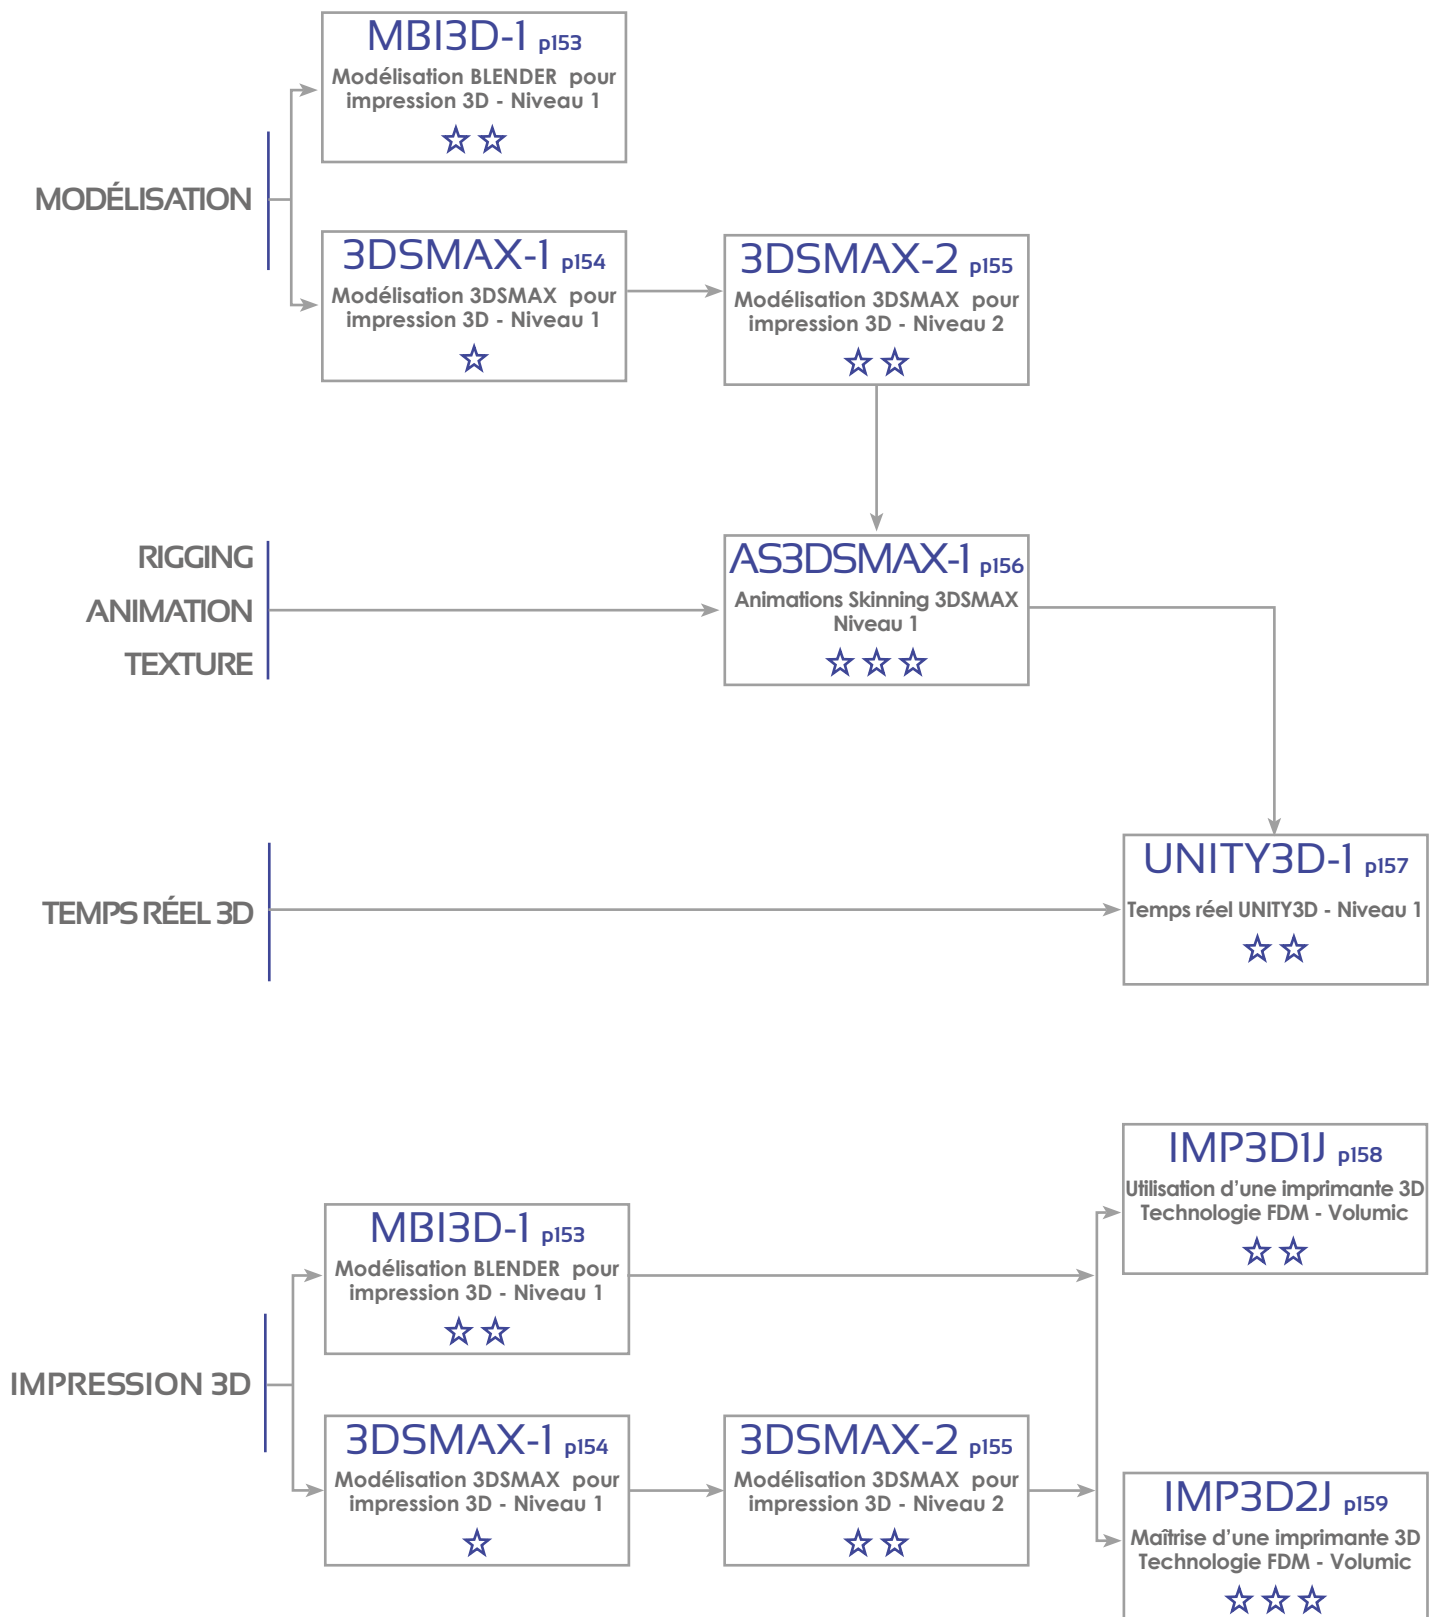 MBI3D-1 p153
Modélisation BLENDER pour
impression 3D - Niveau 1
MODÉLISATION
3DSMAX-1 p154
Modélisation 3DSMAX pour
impression 3D - Niveau 1
3DSMAX-2 p155
Modélisation 3DSMAX pour
impression 3D - Niveau 2
RIGGING
ANIMATION
TEXTURE
AS3DSMAX-1 p156
Animations Skinning 3DSMAX
Niveau 1
TEMPS RÉEL 3D
UNITY3D-1 p157
Temps réel UNITY3D - Niveau 1
IMPRESSION 3D
MBI3D-1 p153
Modélisation BLENDER pour
impression 3D - Niveau 1
3DSMAX-1 p154
Modélisation 3DSMAX pour
impression 3D - Niveau 1
3DSMAX-2 p155
Modélisation 3DSMAX pour
impression 3D - Niveau 2
IMP3D1J p158
Utilisation d'une imprimante 3D
Technologie FDM - Volumic
IMP3D2J p159
Maîtrise d'une imprimante 3D
Technologie FDM - Volumic